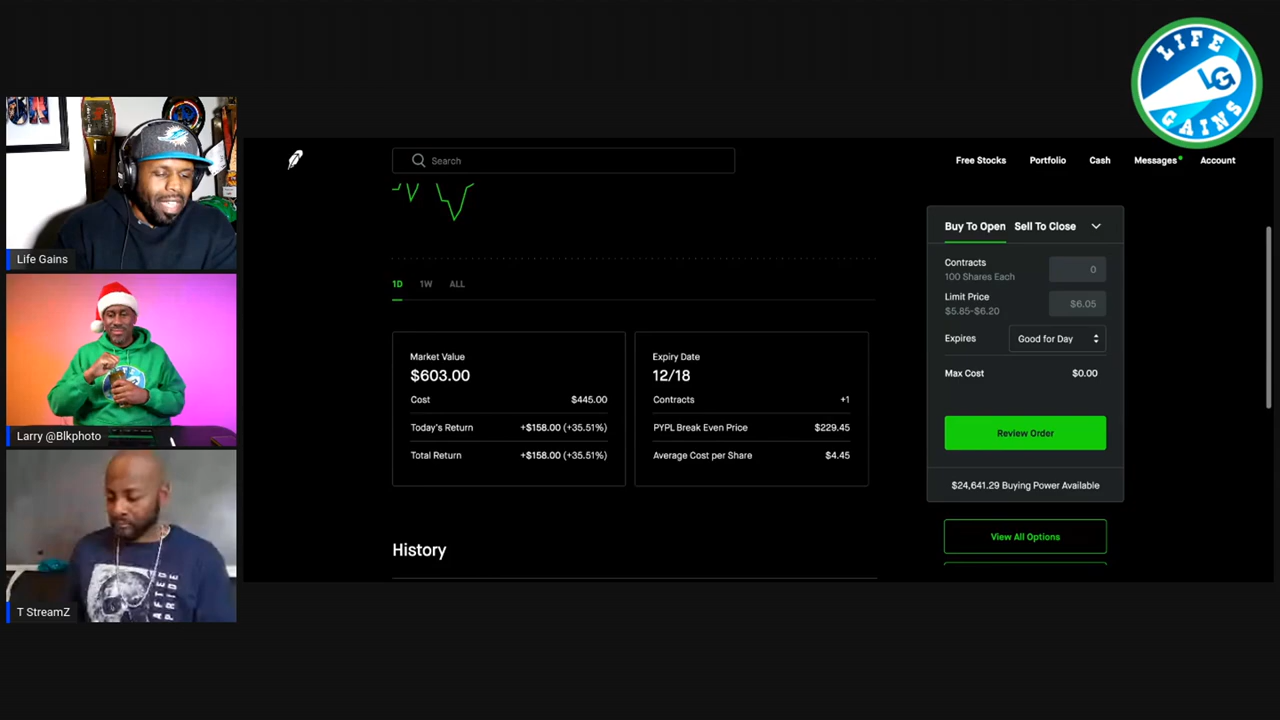 LIFE
LG
GAINS
Search
Free Stocks
Portfolio
Cash
Messages
Account
Life Gains
Larry @Blkphoto
T StreamZ
AFTED
PRIDE
1D
1W
ALL
Market Value
$603.00
Cost
$445.00
Today's Return
+$158.00 (+35.51%)
Total Return
+$158.00 (+35.51%)
Expiry Date
12/18
Contracts
+1
PYPL Break Even Price
$229.45
Average Cost per Share
$4.45
History
Buy To Open
Sell To Close
Contracts
100 Shares Each
0
Limit Price
$5.85-$6.20
$6.05
Expires
Good for Day
Max Cost
$0.00
Review Order
$24,641.29 Buying Power Available
View All Options